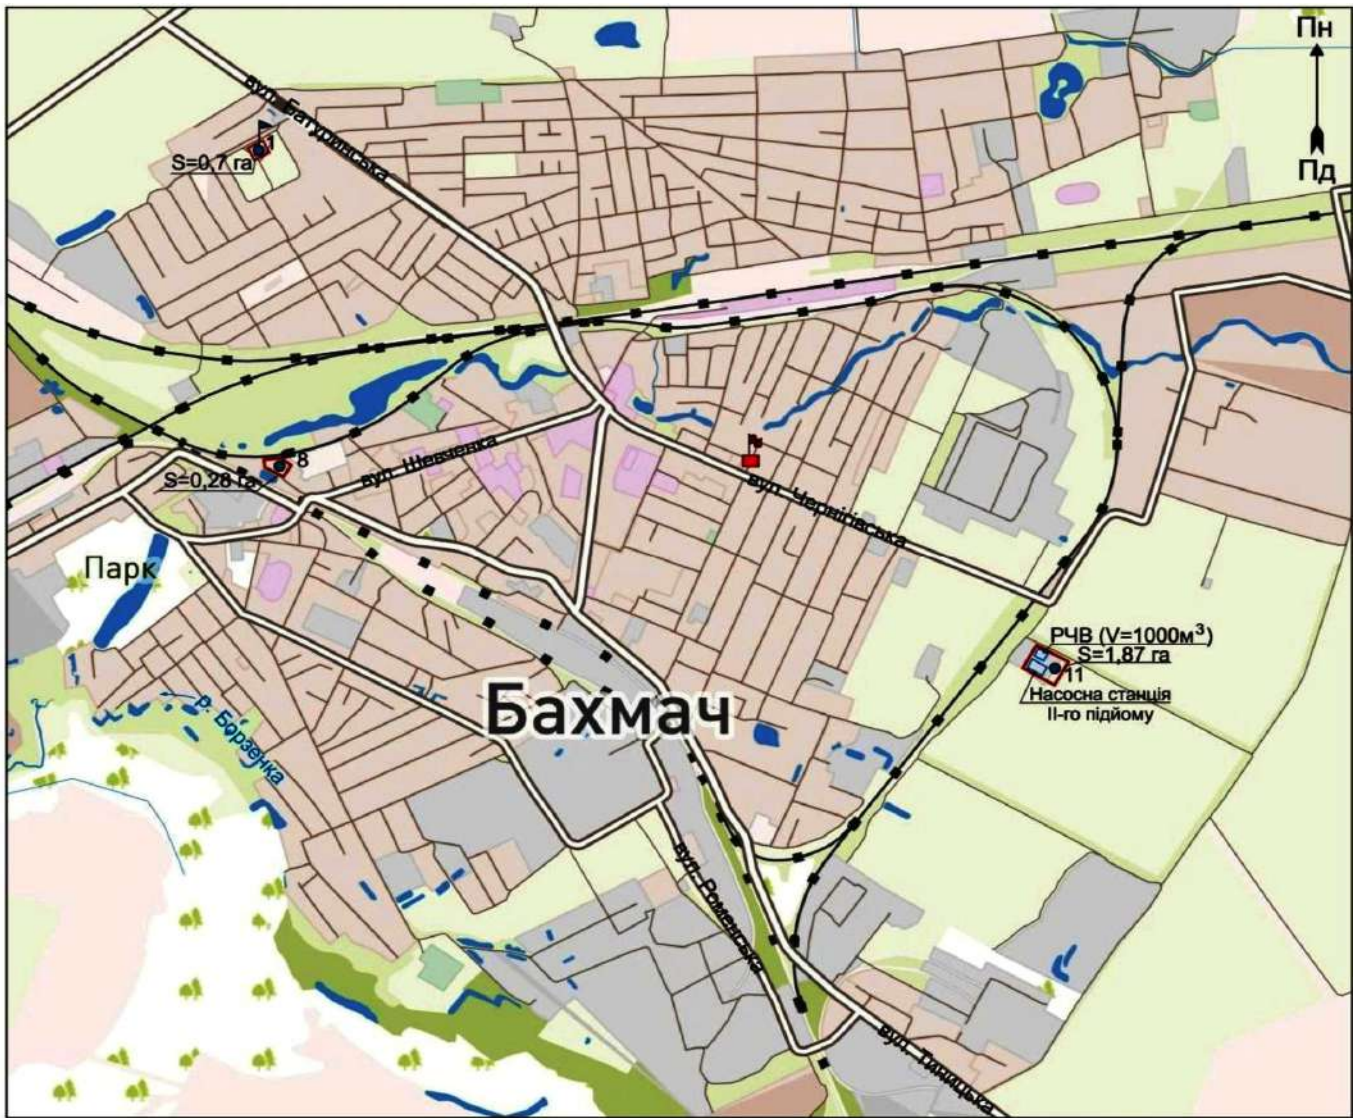 Пн
Пд
вул. Батуринська
1
S=0,7 га
8
S=0,28 га
вул. Шевченка
вул. Чернігівська
Парк
РЧВ (V=1000м³)
S=1,87 га
11
Насосна станція
ІІ-го підйому
Бахмач
р. Борзенка
вул. Роменська
вул. Тиницька